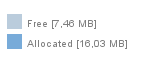 Free [7,46 MB]
Allocated [16,03 MB]